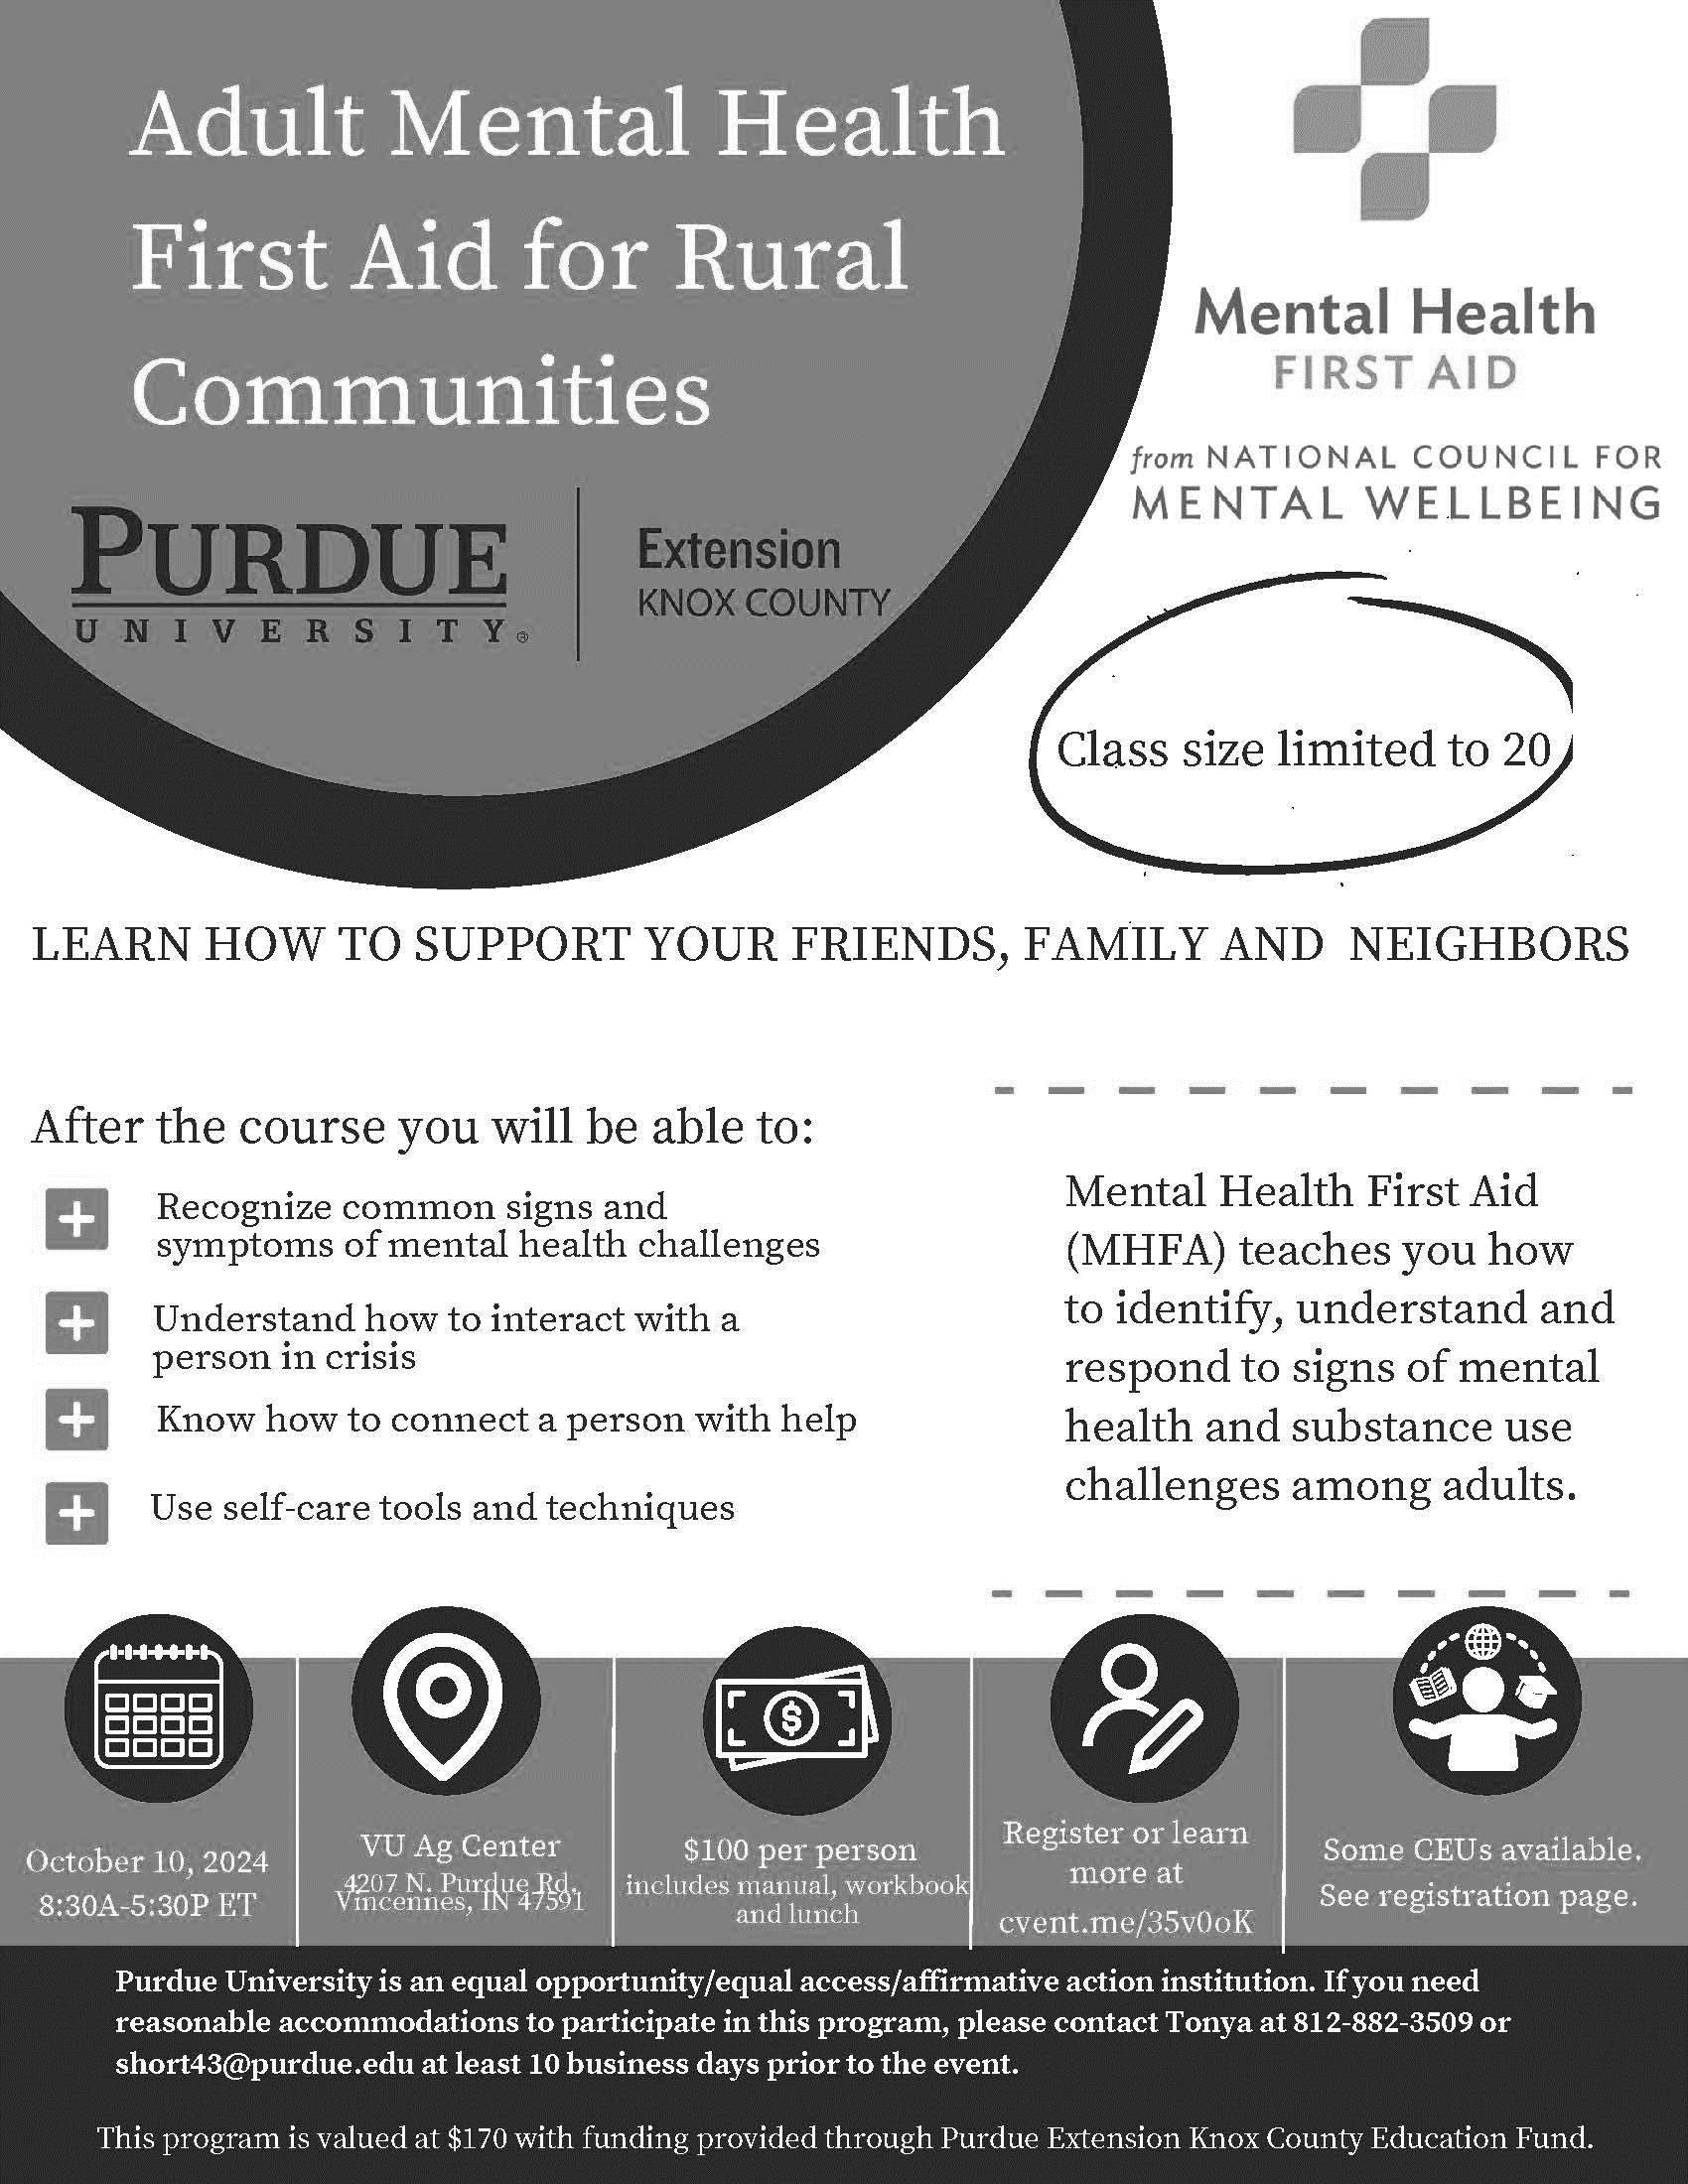 Adult Mental Health
First Aid for Rural
Communities
PURDUE
UNIVERSITY®
Extension
KNOX COUNTY
Mental Health
FIRST AID
from NATIONAL COUNCIL FOR
MENTAL WELLBEING
Class size limited to 20
LEARN HOW TO SUPPORT YOUR FRIENDS, FAMILY AND NEIGHBORS
After the course you will be able to:
Recognize common signs and
symptoms of mental health challenges
Understand how to interact with a
person in crisis
Know how to connect a person with help
Use self-care tools and techniques
Mental Health First Aid
(MHFA) teaches you how
to identify, understand and
respond to signs of mental
health and substance use
challenges among adults.
October 10, 2024
8:30A-5:30P ET
VU Ag Center
4207 N. Purdue Rd.
Vincennes, IN 47591
$100 per person
includes manual, workbook
and lunch
Register or learn
more at
cvent.me/35v0oK
Some CEUs available.
See registration page.
Purdue University is an equal opportunity/equal access/affirmative action institution. If you need
reasonable accommodations to participate in this program, please contact Tonya at 812-882-3509 or
short43@purdue.edu at least 10 business days prior to the event.
This program is valued at $170 with funding provided through Purdue Extension Knox County Education Fund.